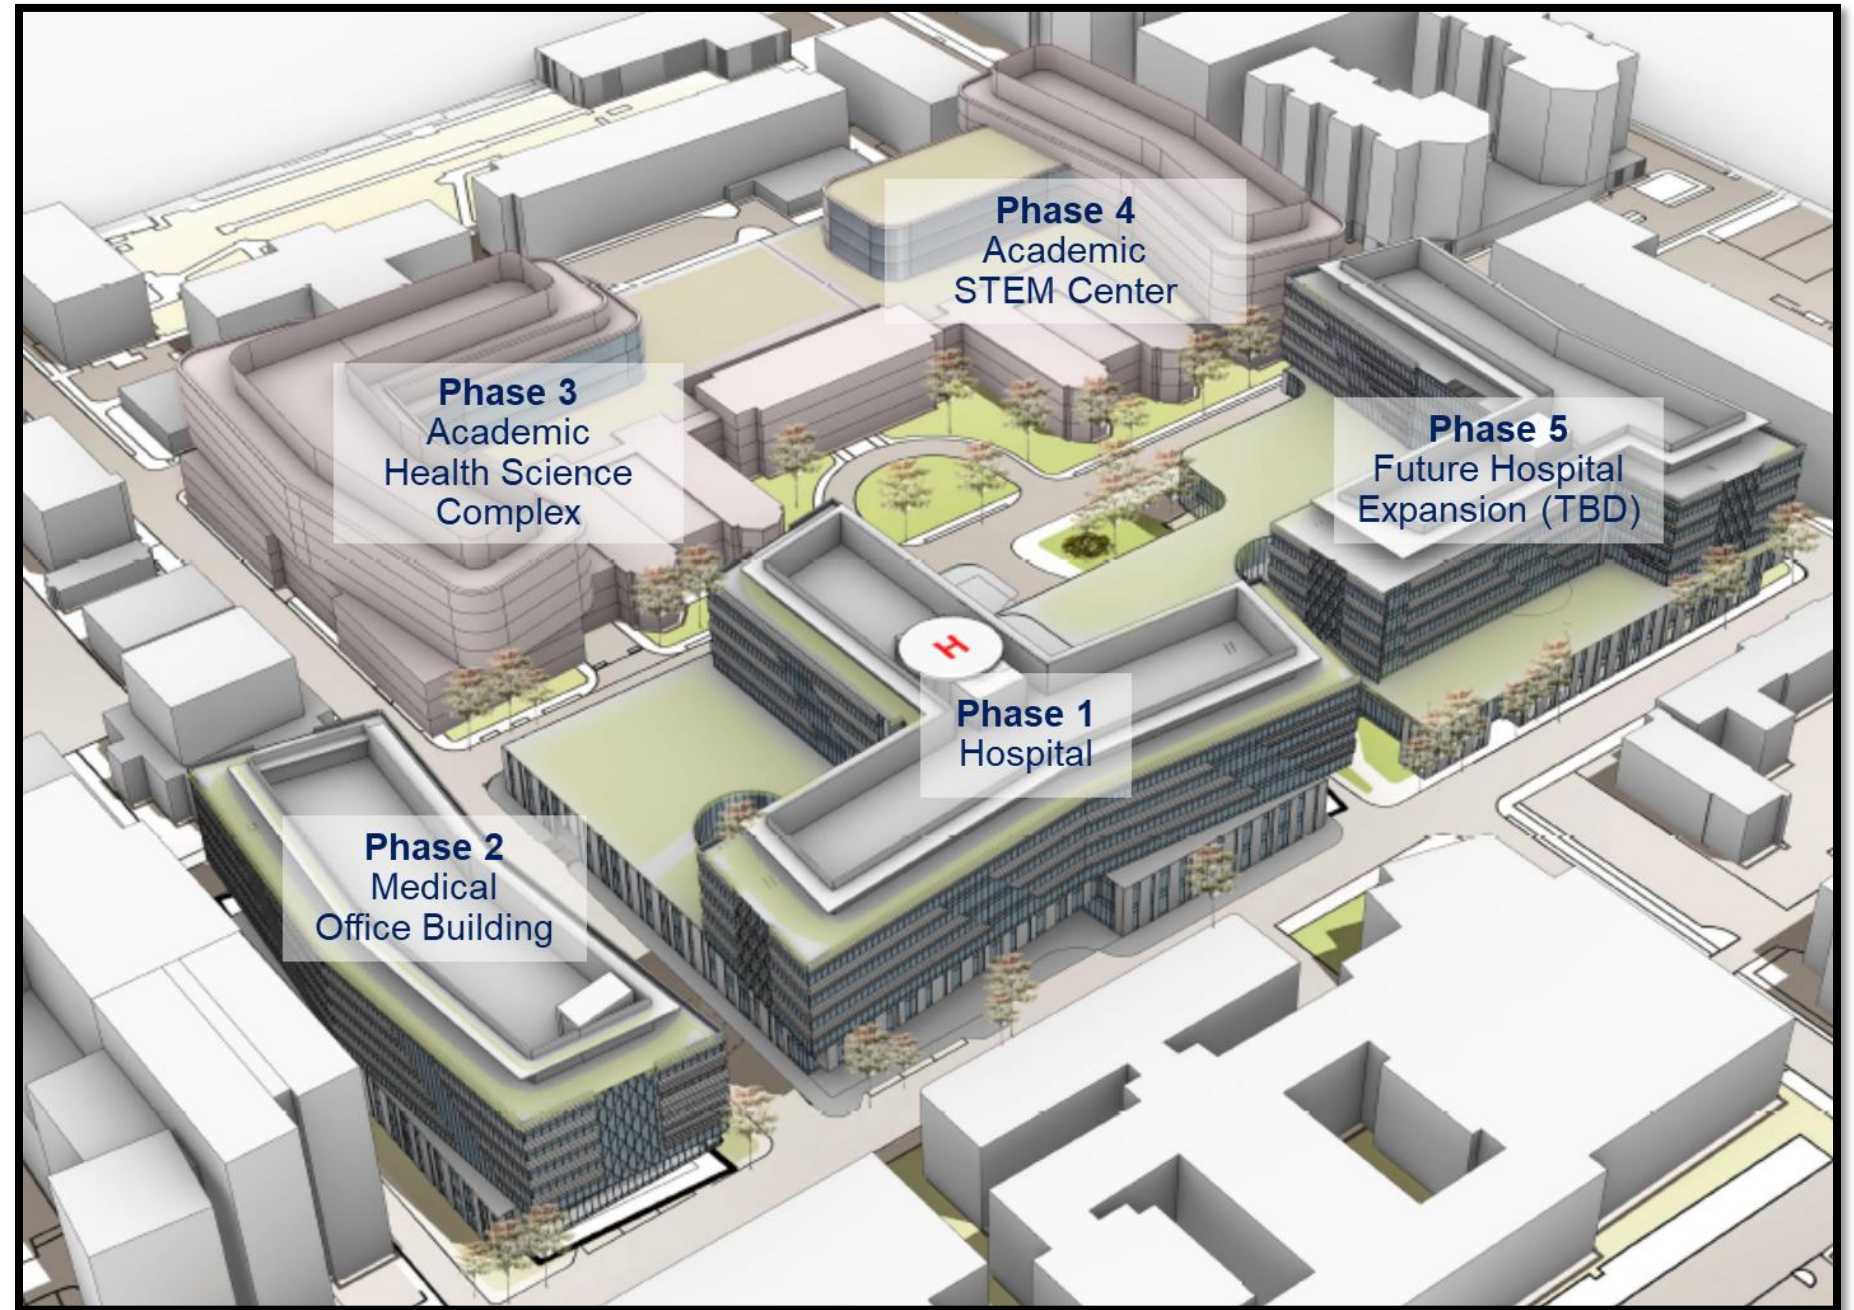 Phase 4
Academic
STEM Center
Phase 3
Academic
Health Science
Complex
Phase 5
Future Hospital
Expansion (TBD)
H
Phase 1
Hospital
Phase 2
Medical
Office Building